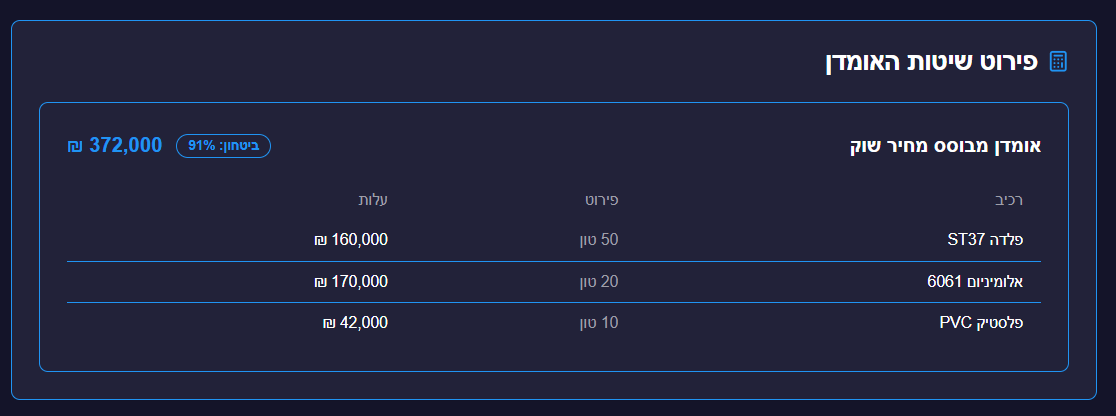 פירוט שיטות האומדן
אומדן מבוסס מחיר שוק ביטחון: 91% 372,000 ₪
רכיב פירוט עלות
פלדה ST37 50 טון 160,000 ₪
אלומיניום 6061 20 טון 170,000 ₪
פלסטיק PVC 10 טון 42,000 ₪